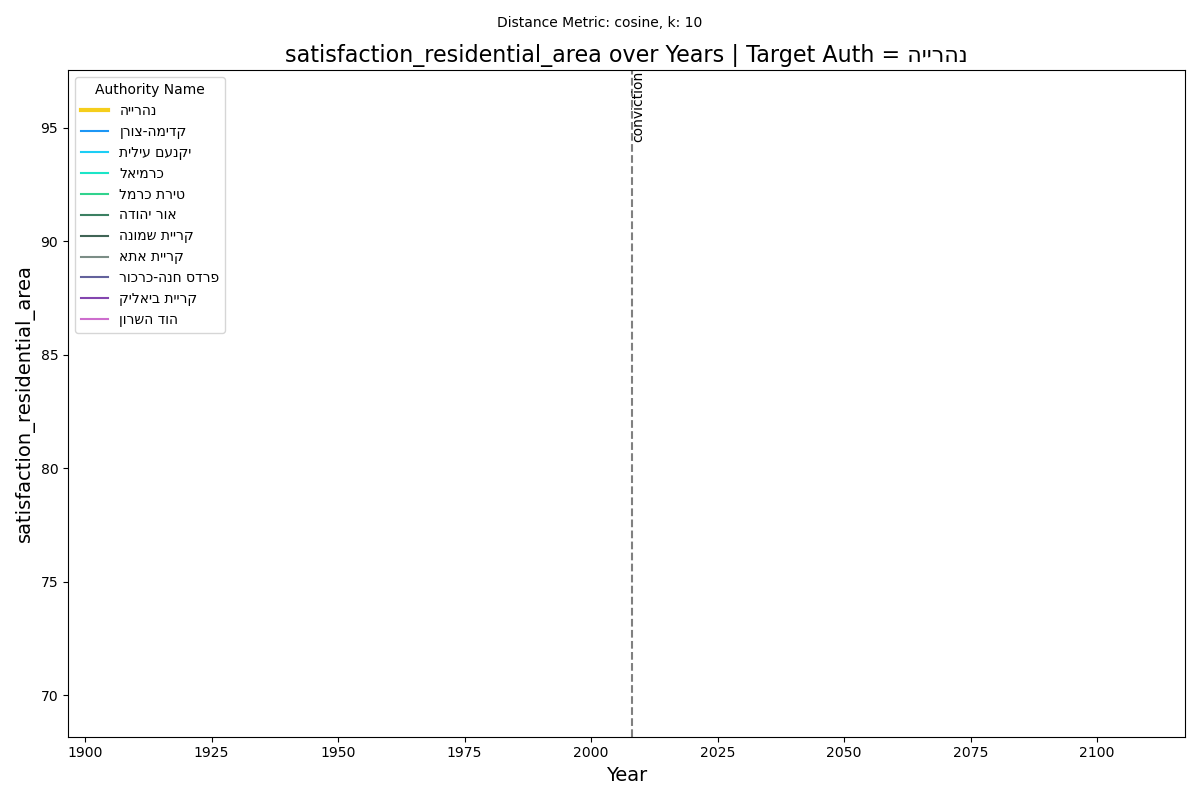 Distance Metric: cosine, k: 10
satisfaction_residential_area over Years | Target Auth = נהרייה
Authority Name
נהרייה
קדימה-צורן
יקנעם עילית
כרמיאל
טירת כרמל
אור יהודה
קריית שמונה
קריית אתא
פרדס חנה-כרכור
קריית ביאליק
הוד השרון
conviction
satisfaction_residential_area
95
90
85
80
75
70
1900 1925 1950 1975 2000 2025 2050 2075 2100
Year